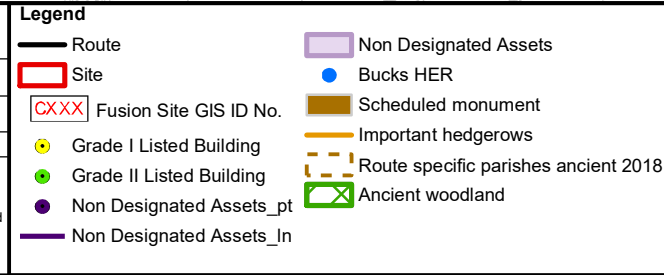 Legend
Route
Site
CXXX Fusion Site GIS ID No.
Grade I Listed Building
Grade II Listed Building
Non Designated Assets_pt
Non Designated Assets_ln
Non Designated Assets
Bucks HER
Scheduled monument
Important hedgerows
Route specific parishes ancient 2018
Ancient woodland